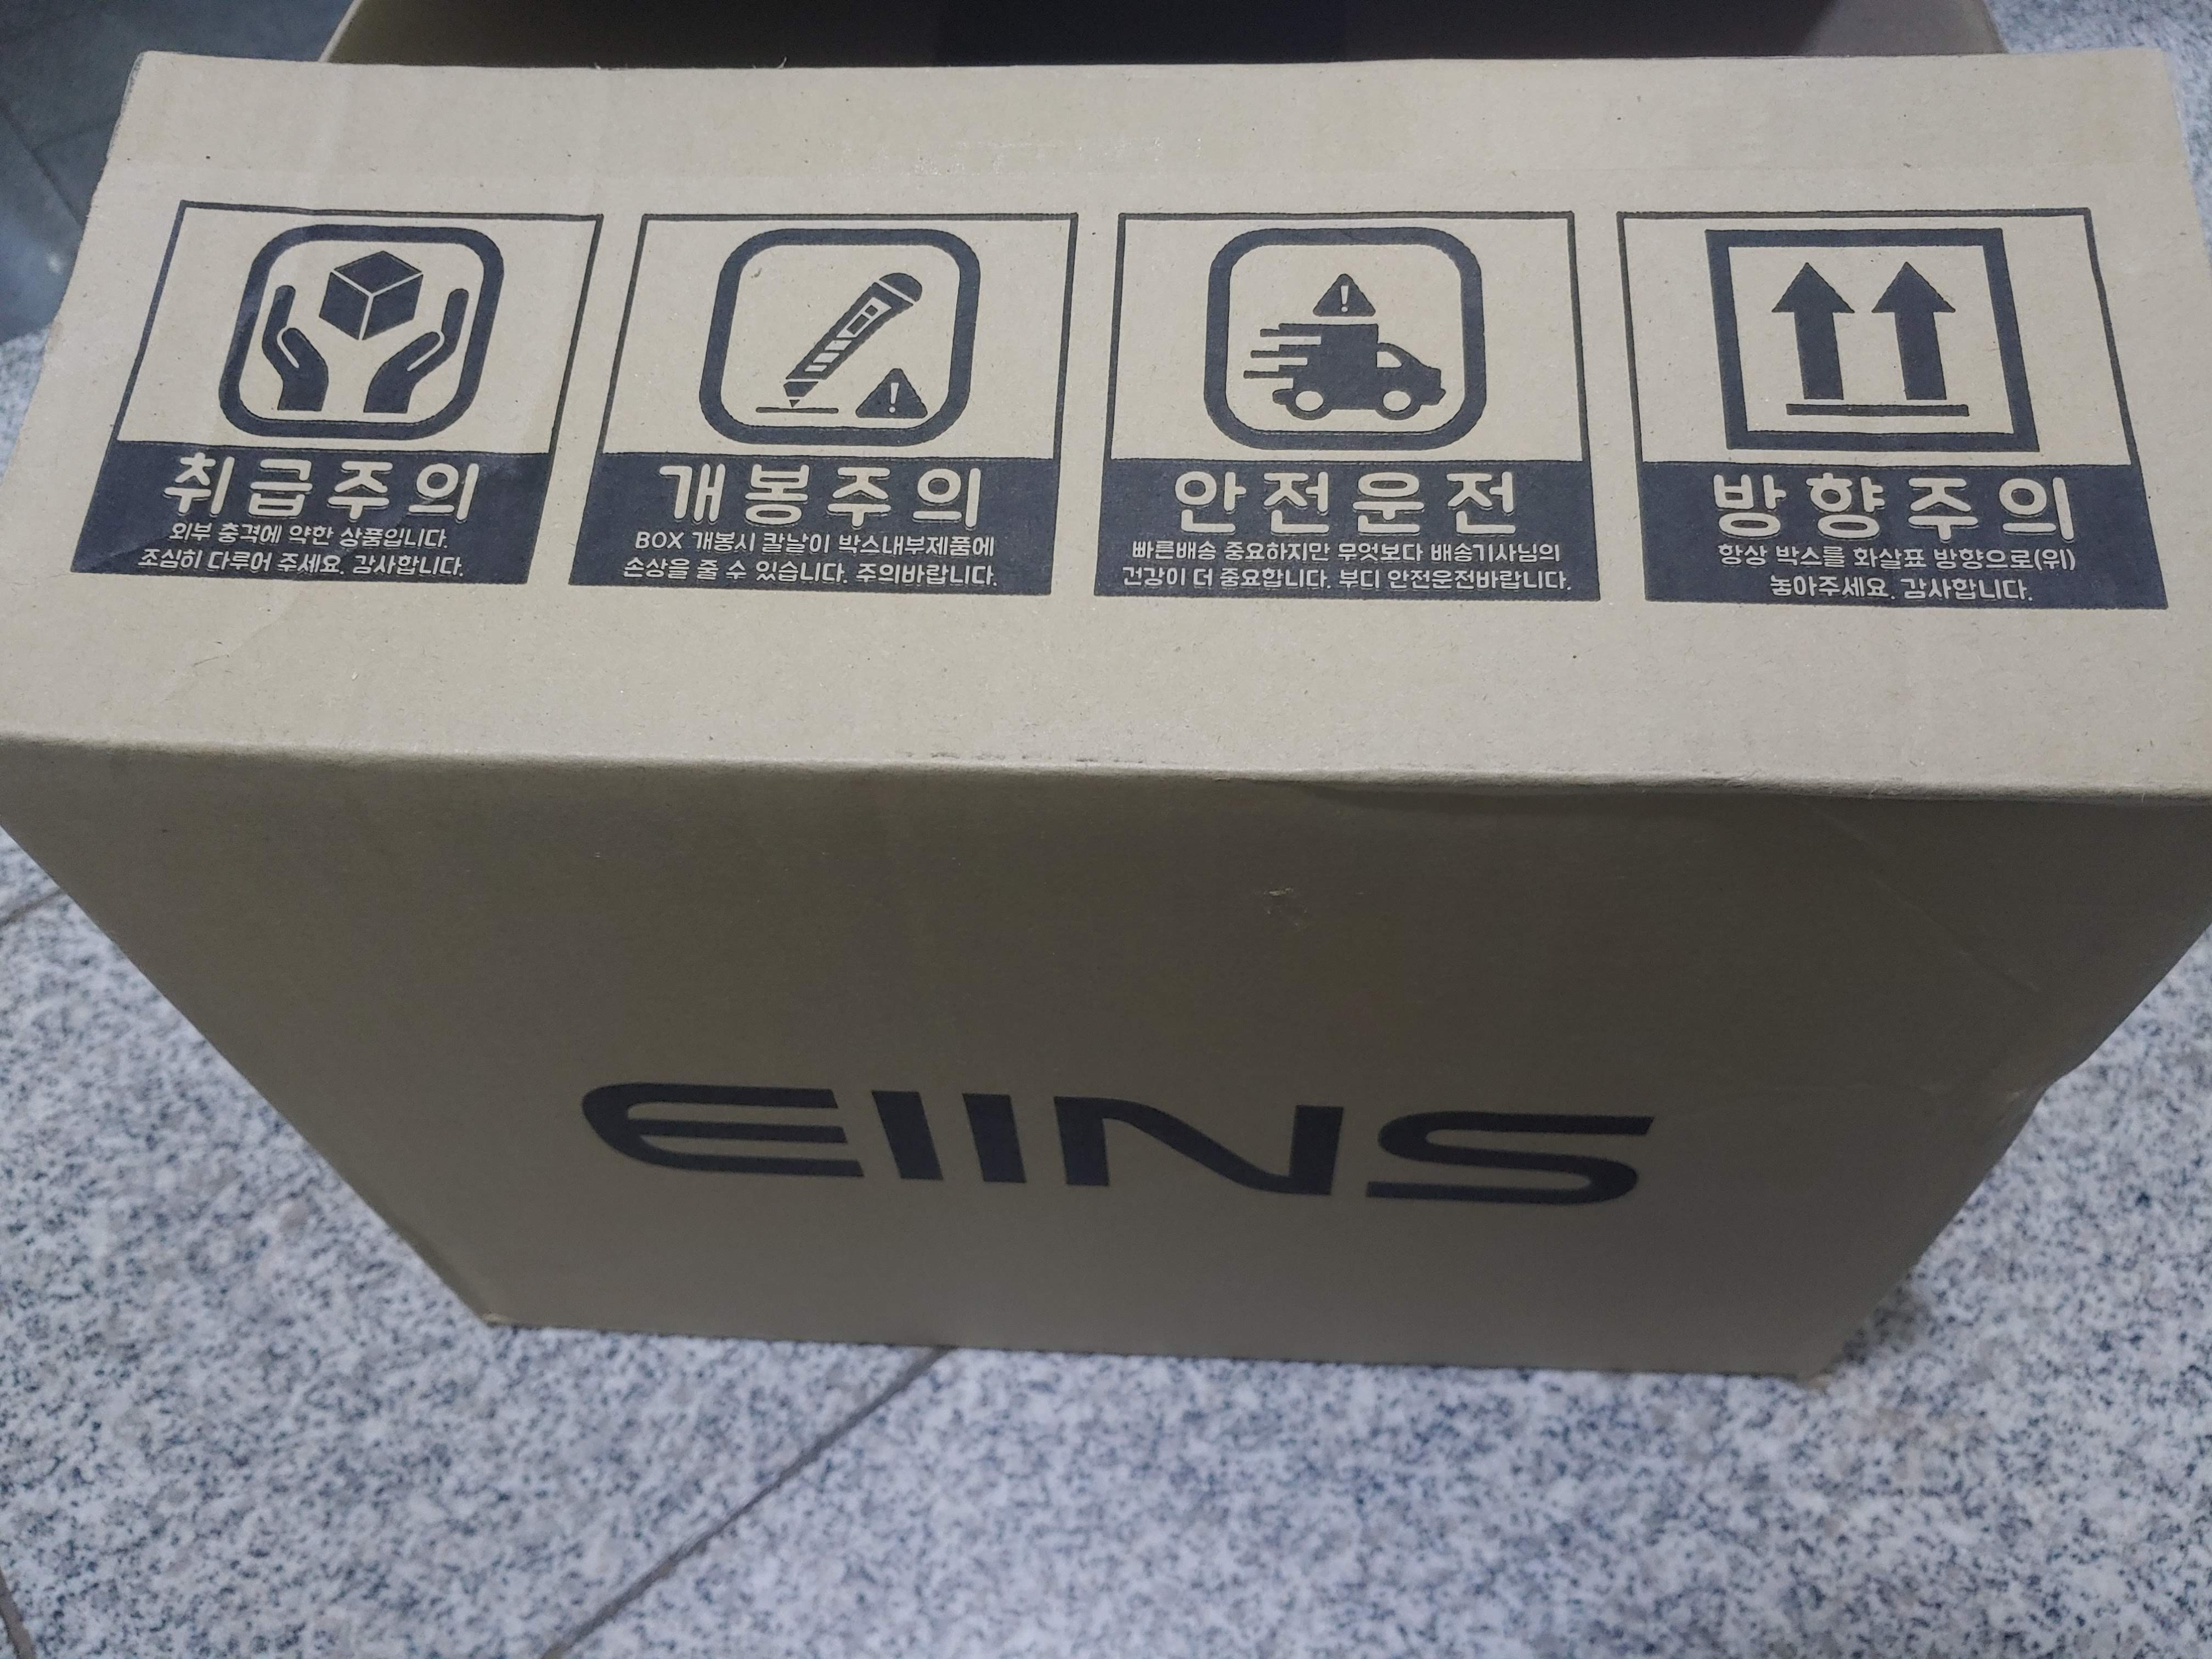 취급주의
외부 충격에 약한 상품입니다.
조심히 다루어 주세요. 감사합니다.
개봉주의
BOX 개봉시 칼날이 박스내부제품에
손상을 줄 수 있습니다. 주의바랍니다.
안전운전
빠른배송 중요하지만 무엇보다 배송기사님의
건강이 더 중요합니다. 부디 안전운전바랍니다.
방향주의
항상 박스를 화살표 방향으로(위)
놓아주세요. 감사합니다.
EIINS